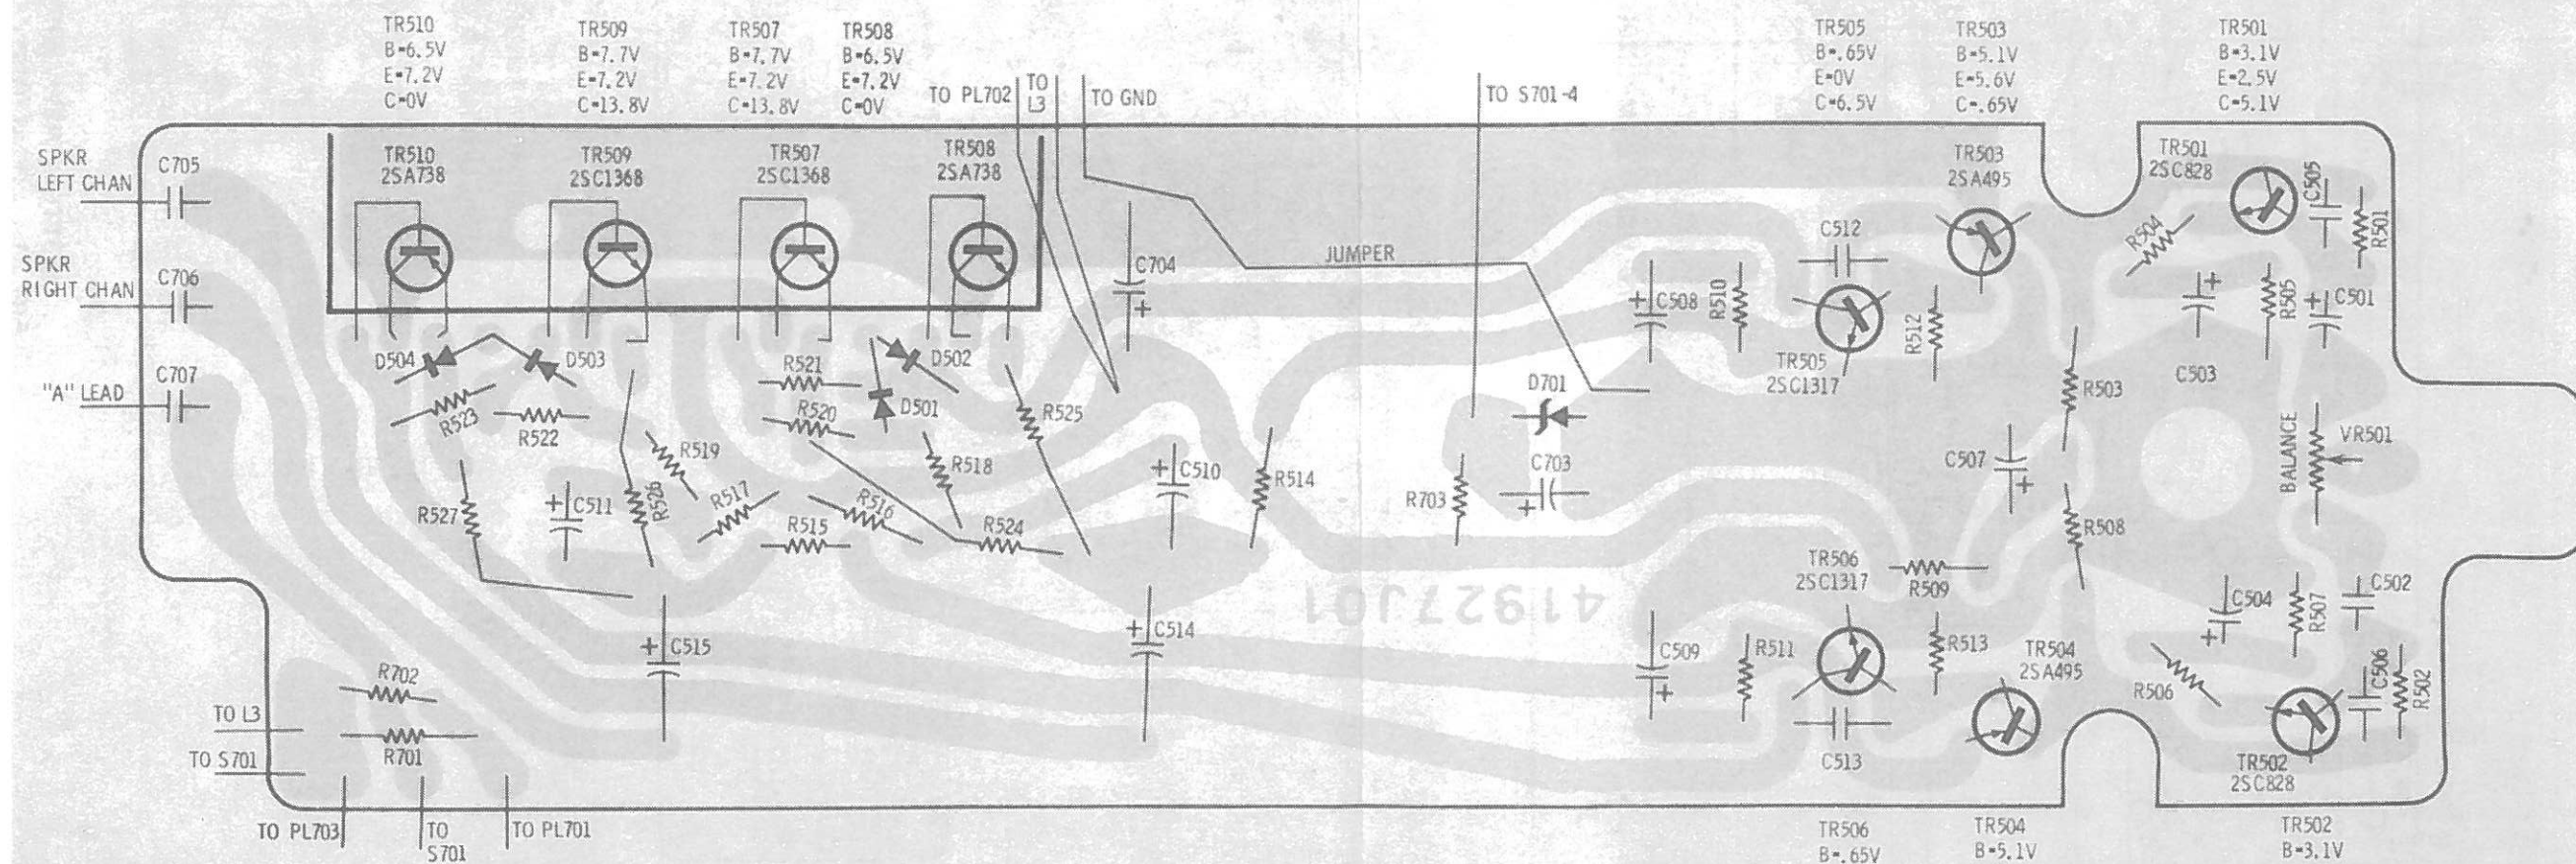 TR510
B=6.5V
E=7.2V
C=0V
TR509
B=7.7V
E=7.2V
C=13.8V
TR507
B=7.7V
E=7.2V
C=13.8V
TR508
B=6.5V
E=7.2V
C=0V
TO PL702
TO
L3
TO GND
TO S701-4
TR505
B=.65V
E=0V
C=6.5V
TR503
B=5.1V
E=5.6V
C=.65V
TR501
B=3.1V
E=2.5V
C=5.1V
SPKR
LEFT CHAN
C705
SPKR
RIGHT CHAN
C706
"A" LEAD
C707
TR510
2SA738
TR509
2SC1368
TR507
2SC1368
TR508
2SA738
C704
JUMPER
TR503
2SA495
TR501
2SC828
C505
R501
R504
C512
C508
R510
TR505
2SC1317
R512
C503
R505
C501
D504
D503
R523
R522
R521
R520
D502
D501
R525
D701
R503
BALANCE
VR501
R519
R518
R527
C511
R526
R517
R516
R515
R524
C510
R514
R703
C703
C507
R508
41927J01
TR506
2SC1317
R509
C504
R507
C502
C515
C514
C509
R511
R513
TR504
2SA495
R506
C506
R502
C513
TR502
2SC828
R702
R701
TO L3
TO S701
TO PL703
TO
S701
TO PL701
TR506
B=.65V
TR504
B=5.1V
TR502
B=3.1V